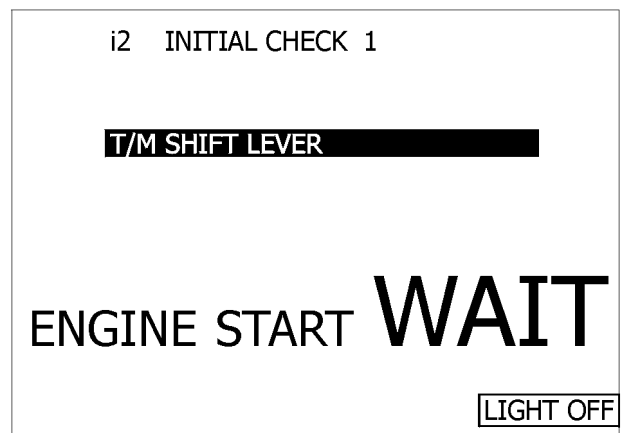 i2 INITIAL CHECK 1
T/M SHIFT LEVER
ENGINE START WAIT
LIGHT OFF